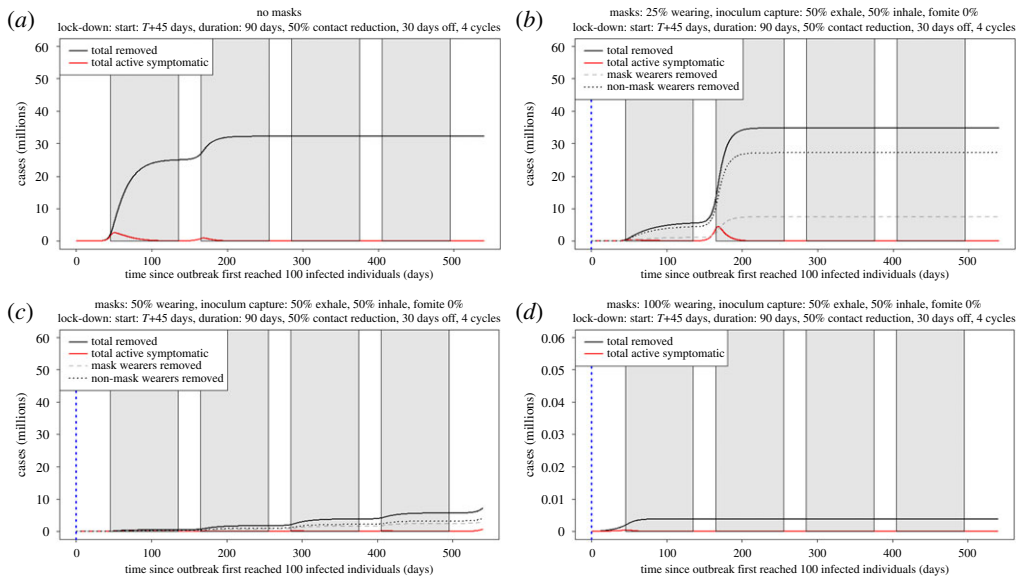 (a)
no masks
lock-down: start: T+45 days, duration: 90 days, 50% contact reduction, 30 days off, 4 cycles
total removed
total active symptomatic
60
50
40
30
20
10
0
cases (millions)
0 100 200 300 400 500
time since outbreak first reached 100 infected individuals (days)
(b)
masks: 25% wearing, inoculum capture: 50% exhale, 50% inhale, fomite 0%
lock-down: start: T+45 days, duration: 90 days, 50% contact reduction, 30 days off, 4 cycles
total removed
total active symptomatic
mask wearers removed
non-mask wearers removed
60
50
40
30
20
10
0
cases (millions)
0 100 200 300 400 500
time since outbreak first reached 100 infected individuals (days)
(c)
masks: 50% wearing, inoculum capture: 50% exhale, 50% inhale, fomite 0%
lock-down: start: T+45 days, duration: 90 days, 50% contact reduction, 30 days off, 4 cycles
total removed
total active symptomatic
mask wearers removed
non-mask wearers removed
60
50
40
30
20
10
0
cases (millions)
0 100 200 300 400 500
time since outbreak first reached 100 infected individuals (days)
(d)
masks: 100% wearing, inoculum capture: 50% exhale, 50% inhale, fomite 0%
lock-down: start: T+45 days, duration: 90 days, 50% contact reduction, 30 days off, 4 cycles
total removed
total active symptomatic
0.06
0.05
0.04
0.03
0.02
0.01
0
cases (millions)
0 100 200 300 400 500
time since outbreak first reached 100 infected individuals (days)